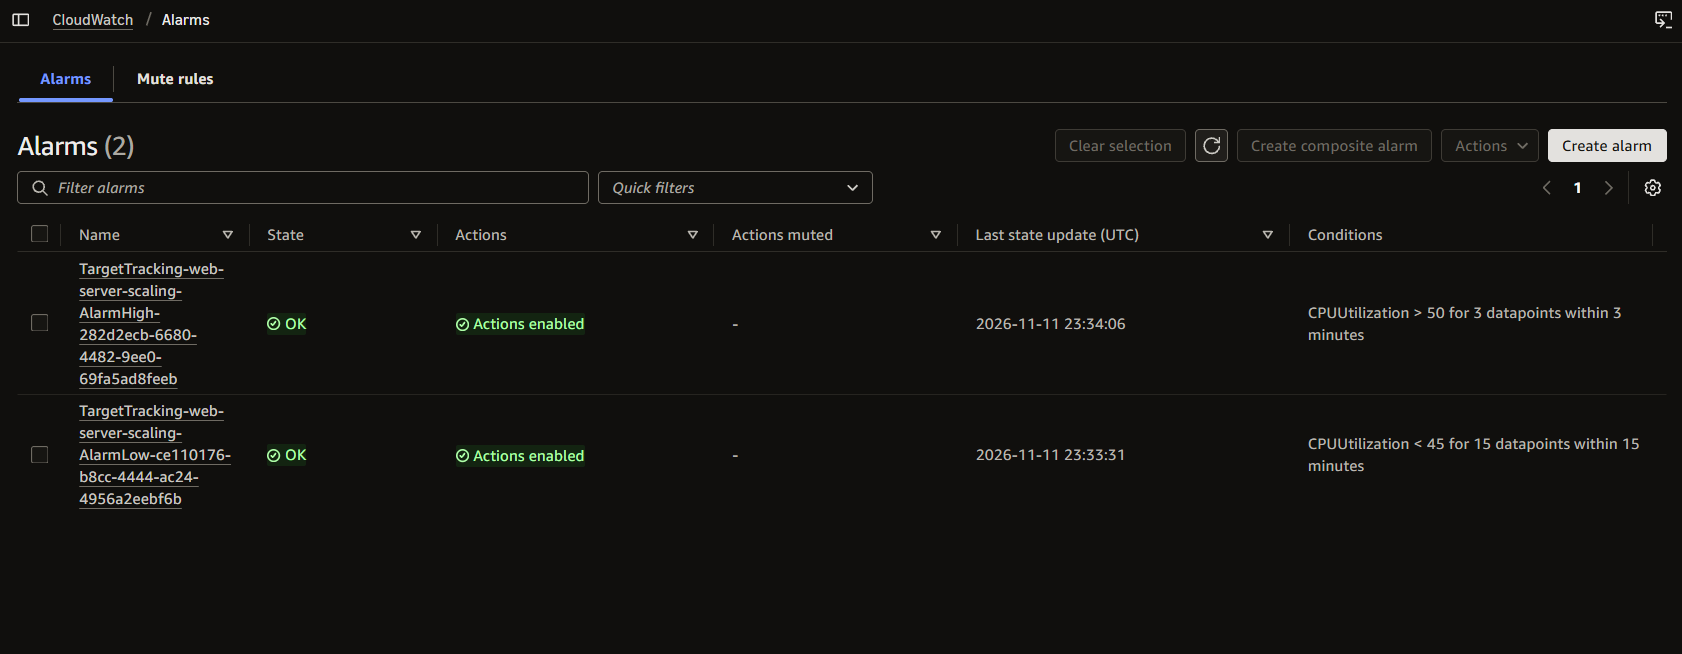 CloudWatch / Alarms
Alarms
Mute rules
Alarms (2)
Clear selection
Create composite alarm
Actions
Create alarm
Filter alarms
Quick filters
1
Name
State
Actions
Actions muted
Last state update (UTC)
Conditions
TargetTracking-web-
server-scaling-
AlarmHigh-
282d2ecb-6680-
4482-9ee0-
69fa5ad8feeb
OK
Actions enabled
-
2026-11-11 23:34:06
CPUUtilization > 50 for 3 datapoints within 3
minutes
TargetTracking-web-
server-scaling-
AlarmLow-ce110176-
b8cc-4444-ac24-
4956a2eebf6b
OK
Actions enabled
-
2026-11-11 23:33:31
CPUUtilization < 45 for 15 datapoints within 15
minutes